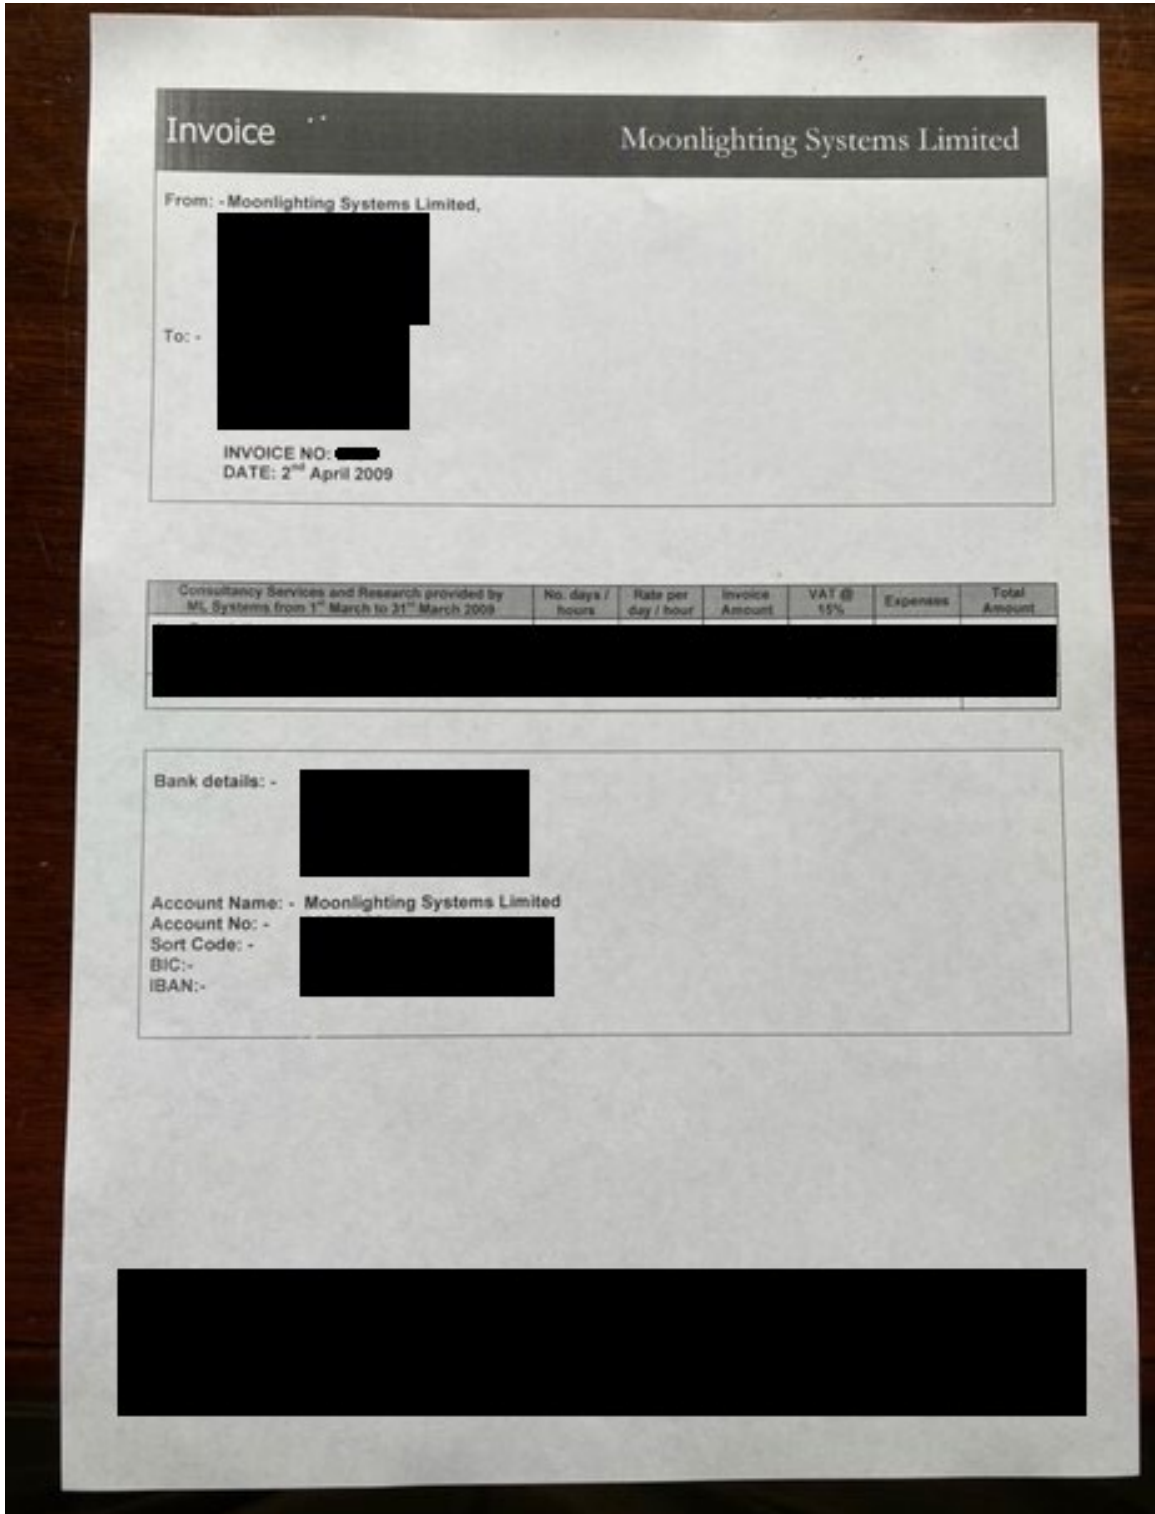 Invoice
Moonlighting Systems Limited
From: - Moonlighting Systems Limited,
To: -
INVOICE NO:
DATE: 2nd April 2009
Consultancy Services and Research provided by
ML Systems from 1st March to 31st March 2009
No. days /
hours
Rate per
day / hour
Invoice
Amount
VAT @
15%
Expenses
Total
Amount
Bank details: -
Account Name: - Moonlighting Systems Limited
Account No: -
Sort Code: -
BIC:-
IBAN:-